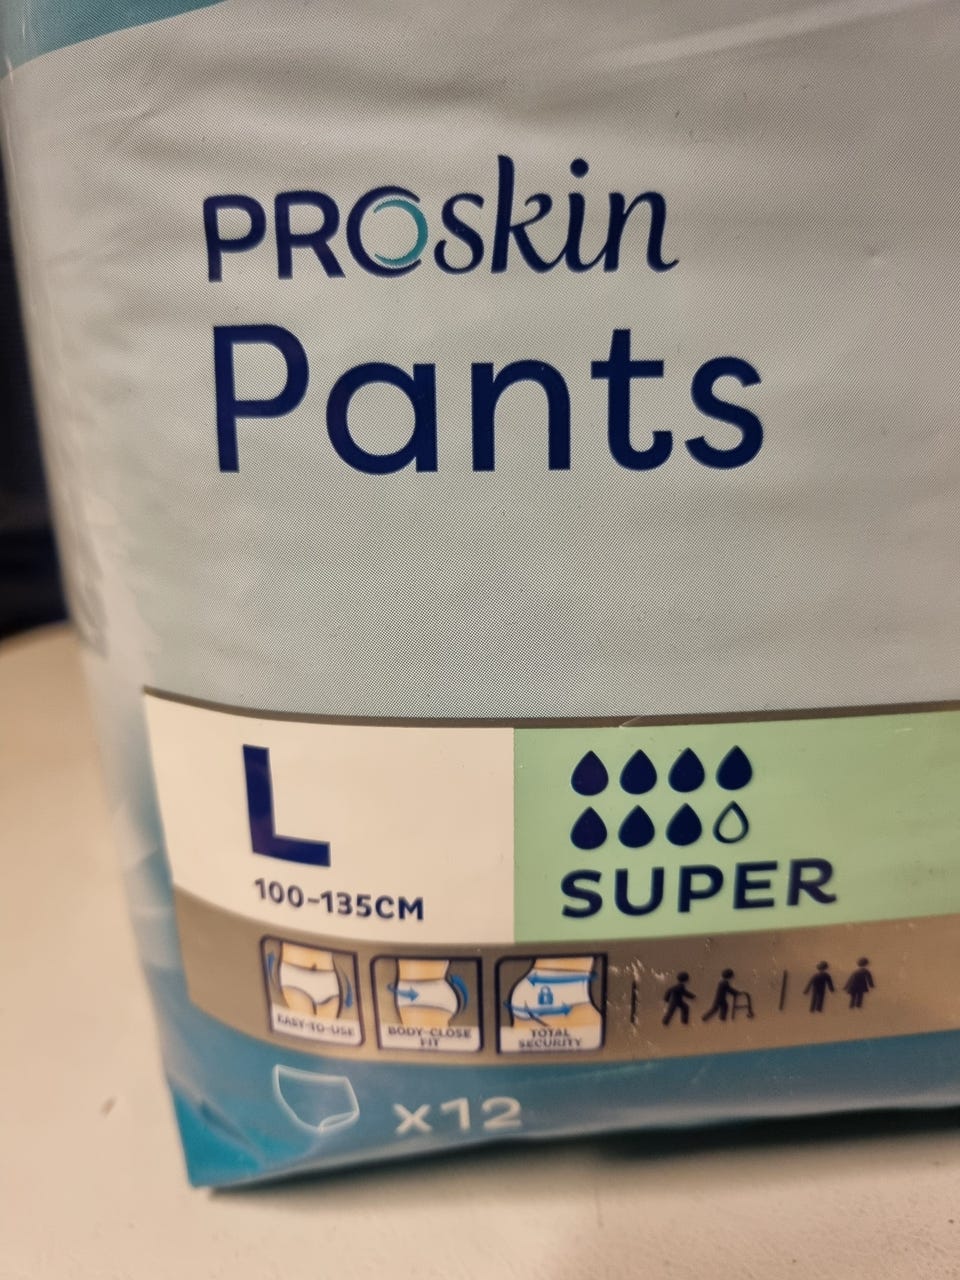 PROskin
Pants
L
100-135CM
SUPER
EASY-TO-USE
BODY-CLOSE
FIT
TOTAL
SECURITY
x12